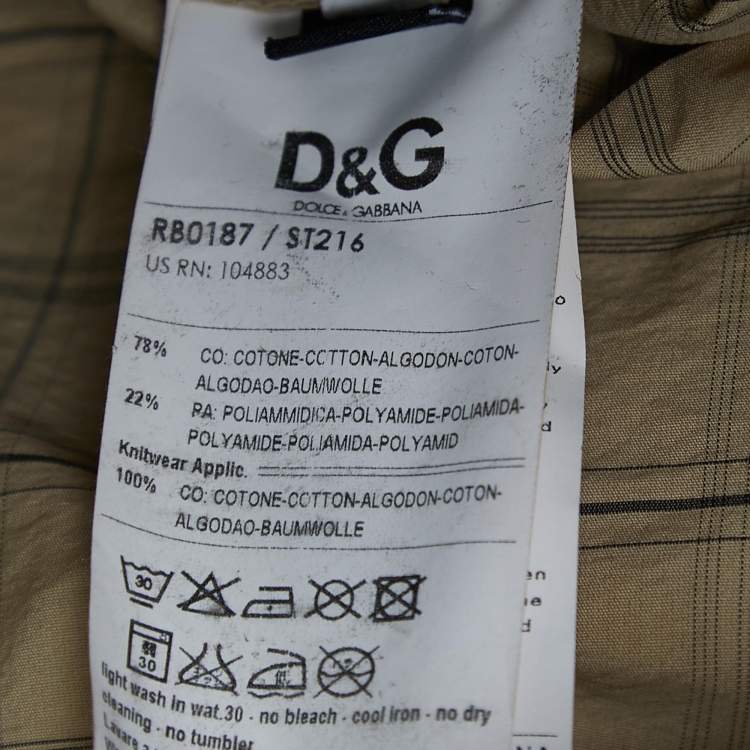 D&G
DOLCE & GABBANA
RB0187 / ST216
US RN: 104883
78% CO: COTONE-COTTON-ALGODON-COTON-
ALGODAO-BAUMWOLLE
22% PA: POLIAMMIDICA-POLYAMIDE-POLIAMIDA-
POLYAMIDE-POLIAMIDA-POLYAMID
Knitwear Applic.
100% CO: COTONE-COTTON-ALGODON-COTON-
ALGODAO-BAUMWOLLE
30
30
light wash in wat.30 - no bleach - cool iron - no dry
cleaning - no tumbler
Lavare a